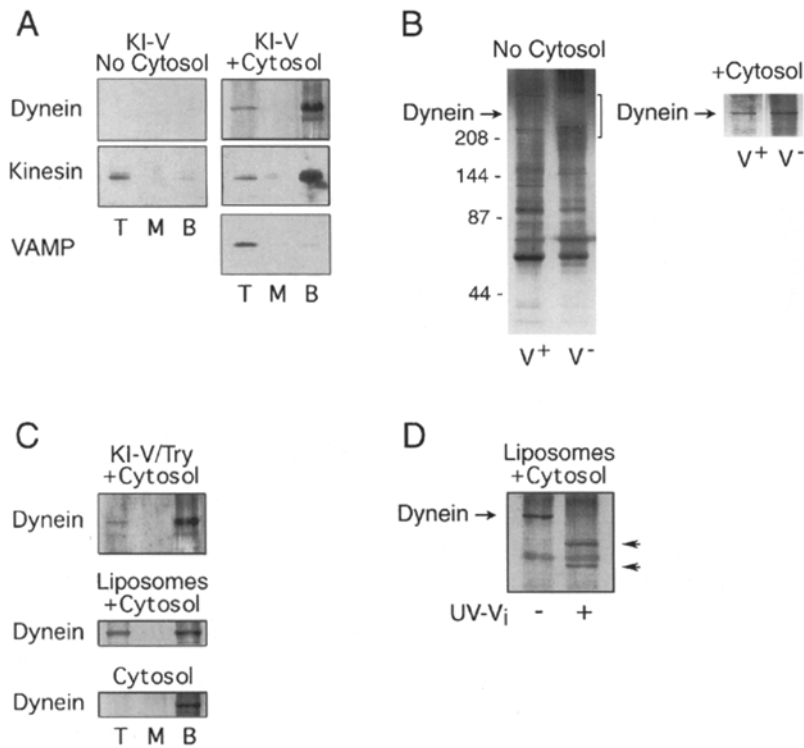 A
KI-V
No Cytosol
KI-V
+Cytosol
Dynein
Kinesin
VAMP
T M B
T M B
B
No Cytosol
+Cytosol
Dynein →
Dynein →
208 -
144 -
87 -
44 -
V+ V-
V+ V-
C
KI-V/Try
+Cytosol
Dynein
Liposomes
+Cytosol
Dynein
Cytosol
Dynein
T M B
D
Liposomes
+Cytosol
Dynein →
UV-Vi - +